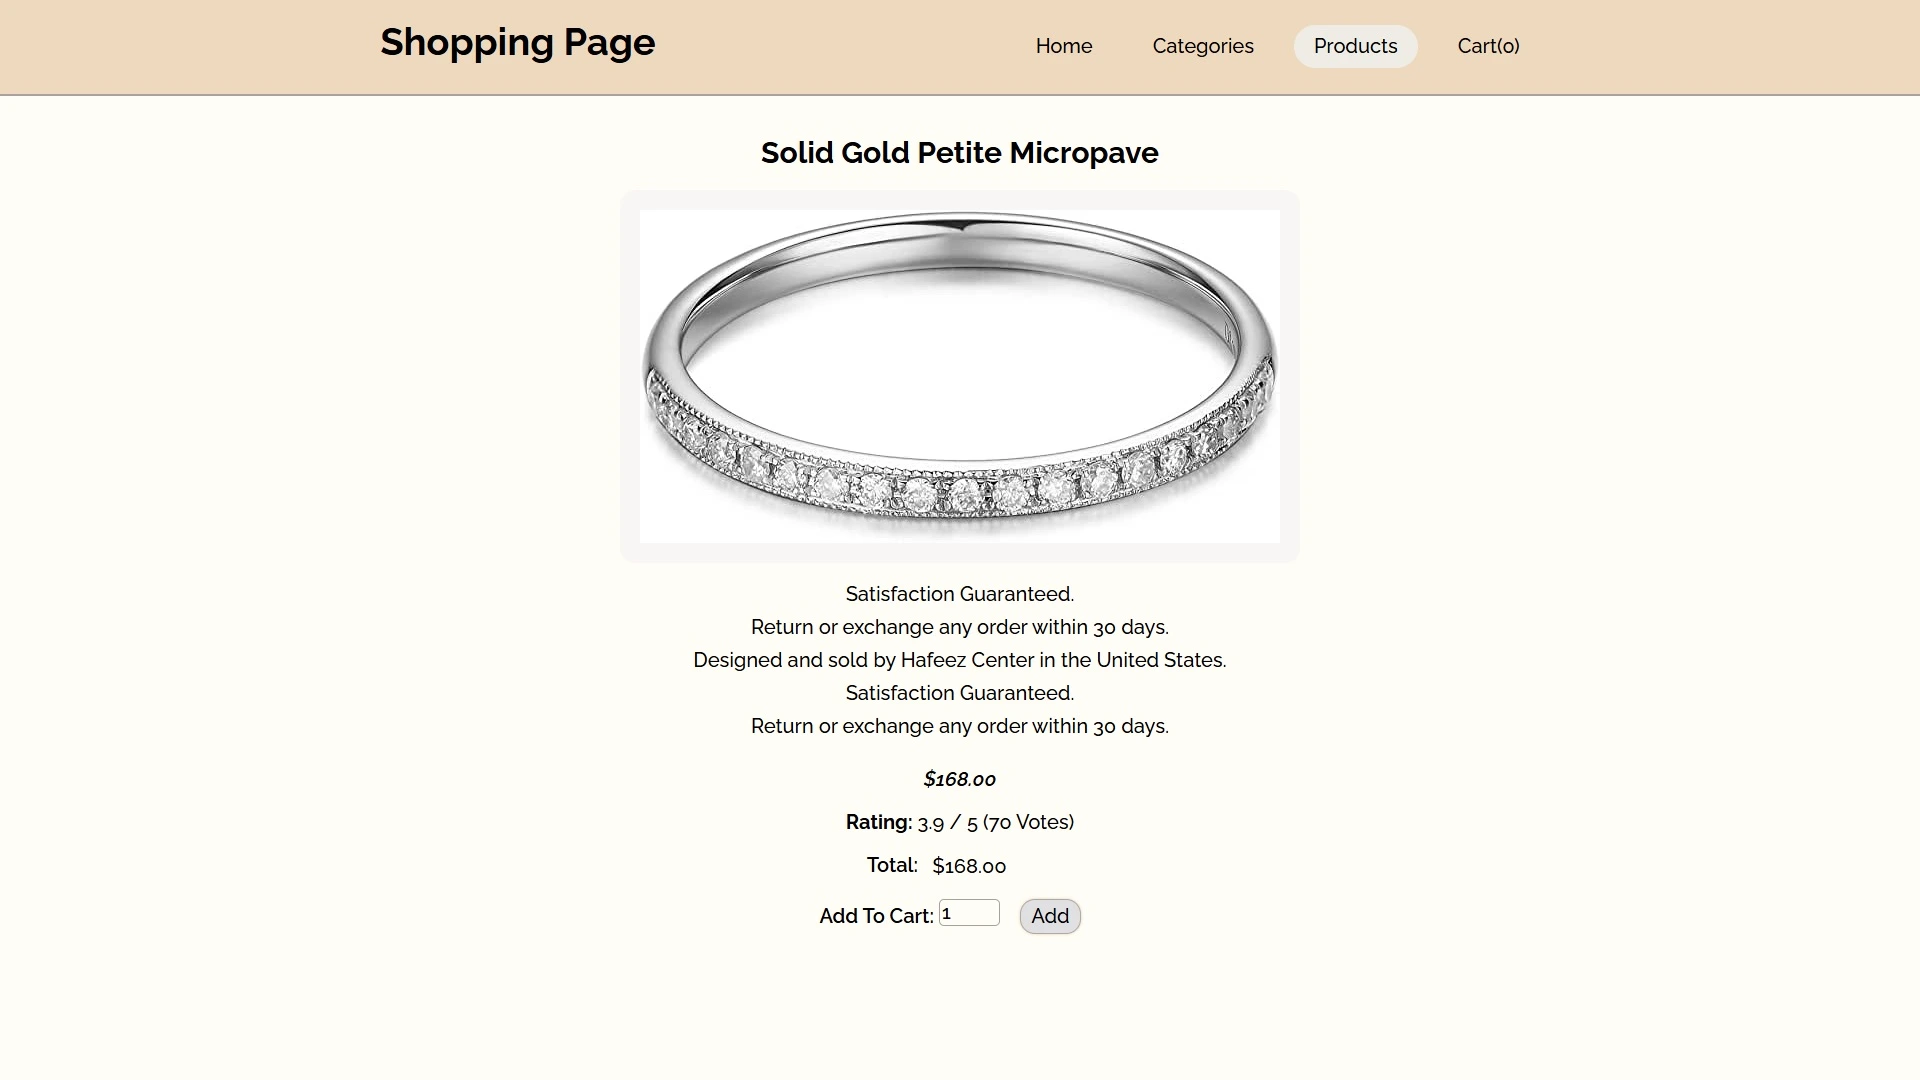 Shopping Page
Home Categories Products Cart(0)
Solid Gold Petite Micropave
Satisfaction Guaranteed.
Return or exchange any order within 30 days.
Designed and sold by Hafeez Center in the United States.
Satisfaction Guaranteed.
Return or exchange any order within 30 days.
$168.00
Rating: 3.9 / 5 (70 Votes)
Total: $168.00
Add To Cart: 1 Add